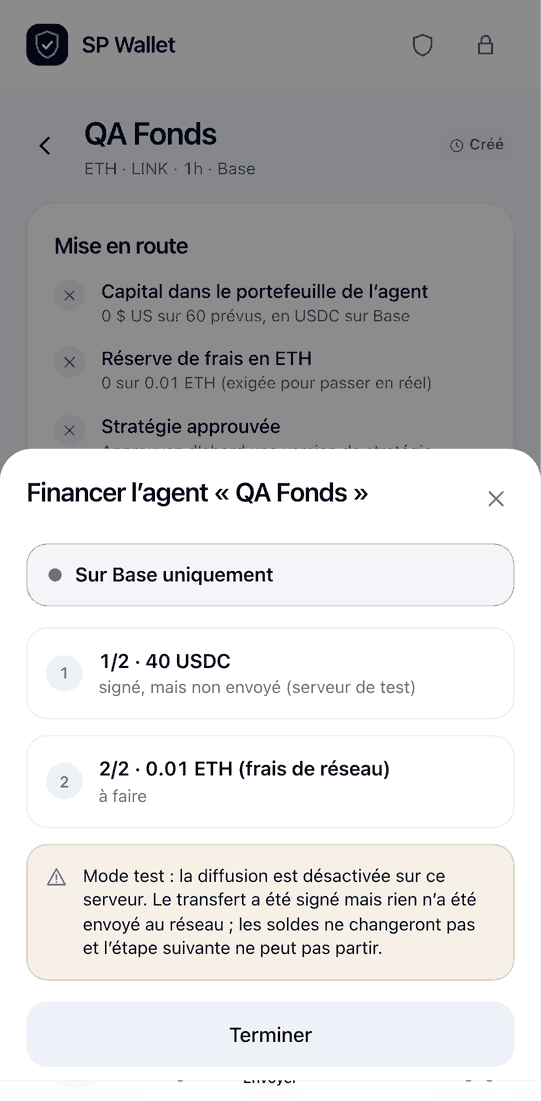 SP Wallet
QA Fonds
Créé
ETH · LINK · 1h · Base
Mise en route
Capital dans le portefeuille de l’agent
0 $ US sur 60 prévus, en USDC sur Base
Réserve de frais en ETH
0 sur 0.01 ETH (exigée pour passer en réel)
Stratégie approuvée
Financer l’agent « QA Fonds »
Sur Base uniquement
1
1/2 · 40 USDC
signé, mais non envoyé (serveur de test)
2
2/2 · 0.01 ETH (frais de réseau)
à faire
Mode test : la diffusion est désactivée sur ce
serveur. Le transfert a été signé mais rien n’a été
envoyé au réseau ; les soldes ne changeront pas
et l’étape suivante ne peut pas partir.
Terminer